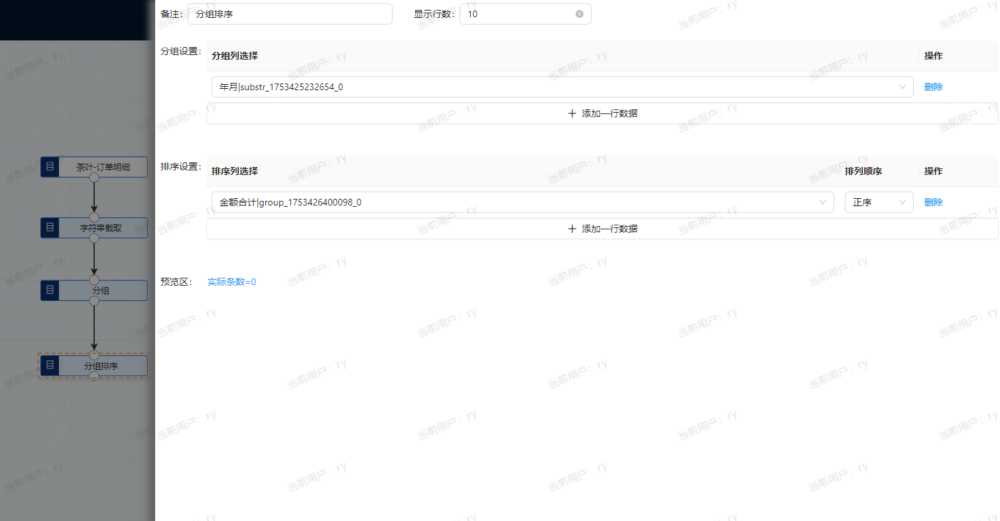 备注： 分组排序 显示行数： 10
分组设置： 分组列选择 操作
年月|substr_1753425232654_0 删除
添加一行数据
排序设置： 排序列选择 排列顺序 操作
金额合计|group_1753426400098_0 正序 删除
添加一行数据
预览区： 实际条数=0
茶叶-订单明细
字符串截取
分组
分组排序
当前用户：ry